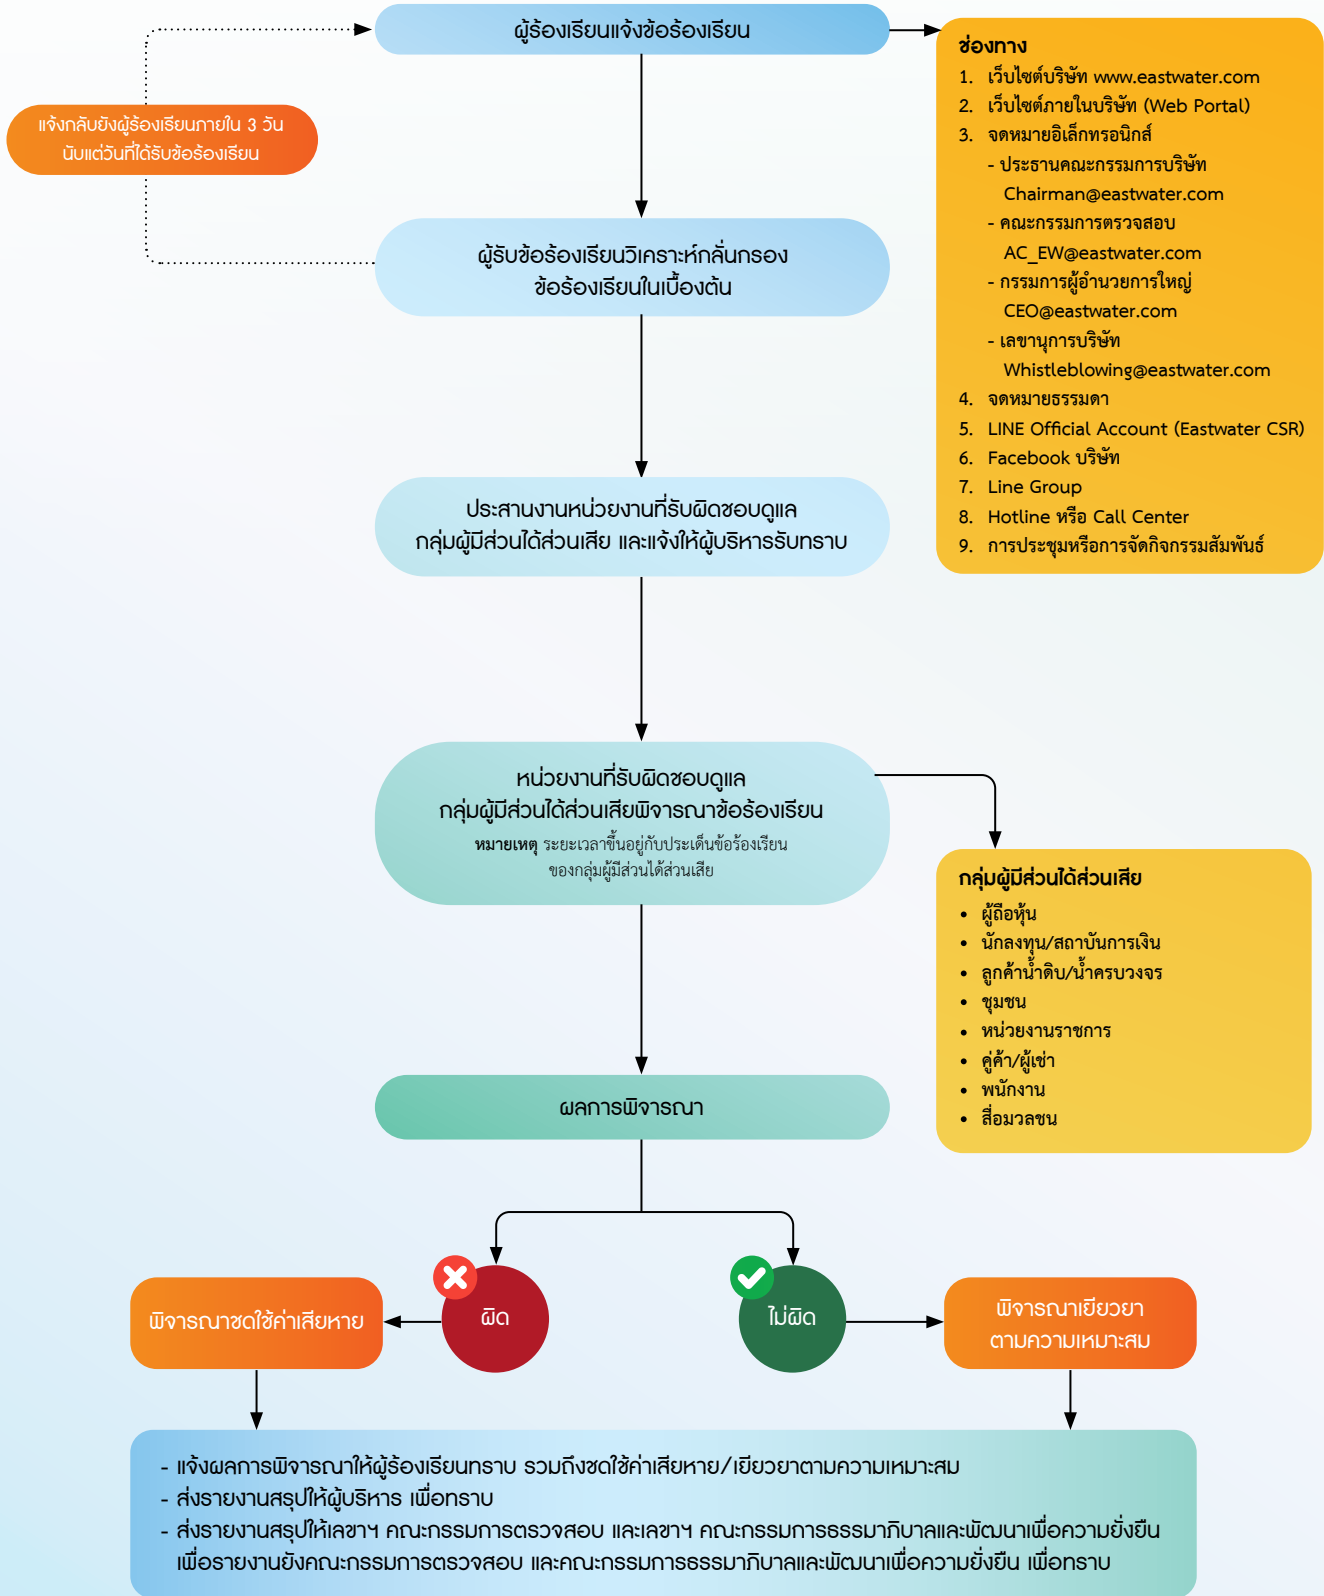 ผู้ร้องเรียนแจ้งข้อร้องเรียน
แจ้งกลับยังผู้ร้องเรียนภายใน 3 วัน
นับแต่วันที่ได้รับข้อร้องเรียน
ช่องทาง
1. เว็บไซต์บริษัท www.eastwater.com
2. เว็บไซต์ภายในบริษัท (Web Portal)
3. จดหมายอิเล็กทรอนิกส์
- ประธานคณะกรรมการบริษัท
Chairman@eastwater.com
- คณะกรรมการตรวจสอบ
AC_EW@eastwater.com
- กรรมการผู้อำนวยการใหญ่
CEO@eastwater.com
- เลขานุการบริษัท
Whistleblowing@eastwater.com
4. จดหมายธรรมดา
5. LINE Official Account (Eastwater CSR)
6. Facebook บริษัท
7. Line Group
8. Hotline หรือ Call Center
9. การประชุมหรือการจัดกิจกรรมสัมพันธ์
ผู้รับข้อร้องเรียนวิเคราะห์กลั่นกรอง
ข้อร้องเรียนในเบื้องต้น
ประสานงานหน่วยงานที่รับผิดชอบดูแล
กลุ่มผู้มีส่วนได้ส่วนเสีย และแจ้งให้ผู้บริหารรับทราบ
หน่วยงานที่รับผิดชอบดูแล
กลุ่มผู้มีส่วนได้ส่วนเสียพิจารณาข้อร้องเรียน
หมายเหตุ ระยะเวลาขึ้นอยู่กับประเด็นข้อร้องเรียน
ของกลุ่มผู้มีส่วนได้ส่วนเสีย
กลุ่มผู้มีส่วนได้ส่วนเสีย
• ผู้ถือหุ้น
• นักลงทุน/สถาบันการเงิน
• ลูกค้าน้ำดิบ/น้ำครบวงจร
• ชุมชน
• หน่วยงานราชการ
• คู่ค้า/ผู้เช่า
• พนักงาน
• สื่อมวลชน
ผลการพิจารณา
พิจารณาชดใช้ค่าเสียหาย
ผิด
ไม่ผิด
พิจารณาเยียวยา
ตามความเหมาะสม
- แจ้งผลการพิจารณาให้ผู้ร้องเรียนทราบ รวมถึงชดใช้ค่าเสียหาย/เยียวยาตามความเหมาะสม
- ส่งรายงานสรุปให้ผู้บริหาร เพื่อทราบ
- ส่งรายงานสรุปให้เลขาฯ คณะกรรมการตรวจสอบ และเลขาฯ คณะกรรมการธรรมาภิบาลและพัฒนาเพื่อความยั่งยืน
เพื่อรายงานยังคณะกรรมการตรวจสอบ และคณะกรรมการธรรมาภิบาลและพัฒนาเพื่อความยั่งยืน เพื่อทราบ